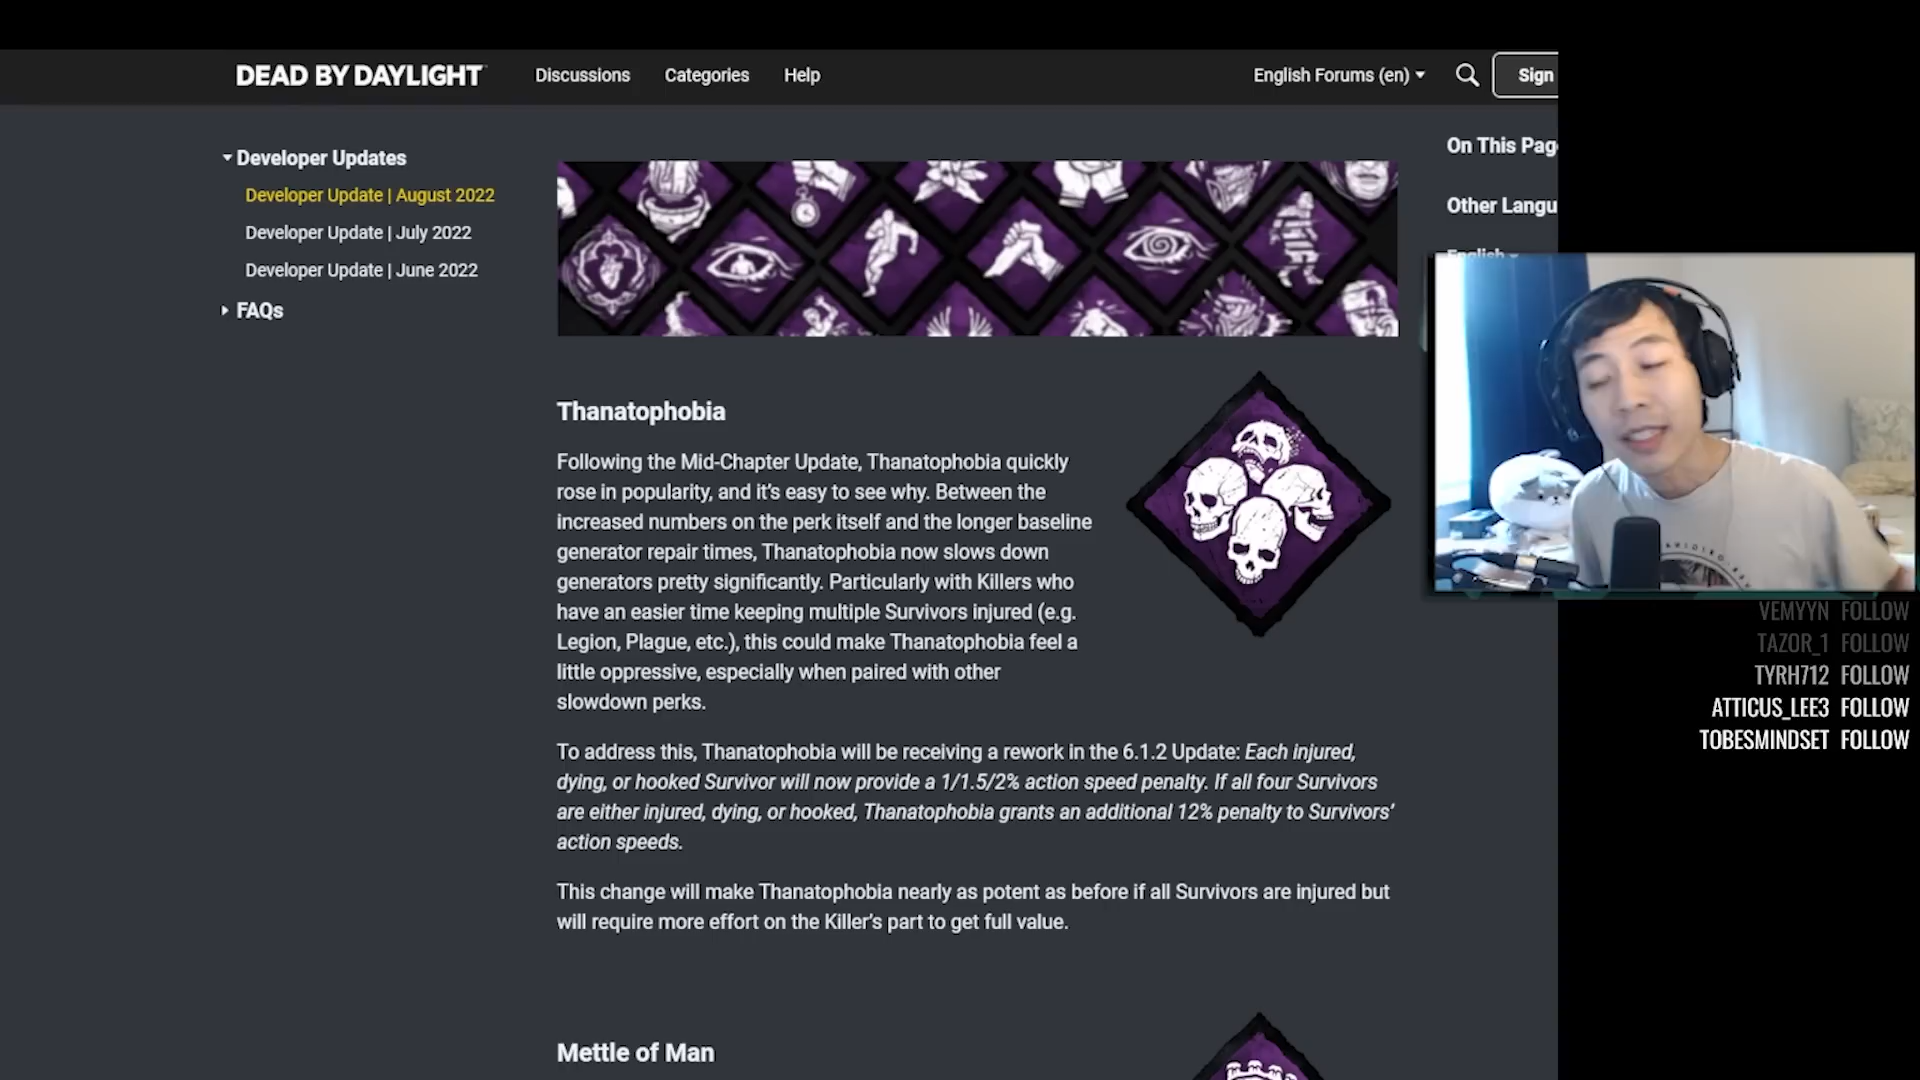 DEAD BY DAYLIGHT
Discussions
Categories
Help
English Forums (en)
Sign
Developer Updates
Developer Update | August 2022
Developer Update | July 2022
Developer Update | June 2022
FAQs
On This Pag
Other Langu
English
Thanatophobia
Following the Mid-Chapter Update, Thanatophobia quickly
rose in popularity, and it's easy to see why. Between the
increased numbers on the perk itself and the longer baseline
generator repair times, Thanatophobia now slows down
generators pretty significantly. Particularly with Killers who
have an easier time keeping multiple Survivors injured (e.g.
Legion, Plague, etc.), this could make Thanatophobia feel a
little oppressive, especially when paired with other
slowdown perks.
To address this, Thanatophobia will be receiving a rework in the 6.1.2 Update: Each injured,
dying, or hooked Survivor will now provide a 1/1.5/2% action speed penalty. If all four Survivors
are either injured, dying, or hooked, Thanatophobia grants an additional 12% penalty to Survivors'
action speeds.
This change will make Thanatophobia nearly as potent as before if all Survivors are injured but
will require more effort on the Killer's part to get full value.
Mettle of Man
VEMYYN FOLLOW
TAZOR_1 FOLLOW
TYRH712 FOLLOW
ATTICUS_LEE3 FOLLOW
TOBESMINDSET FOLLOW